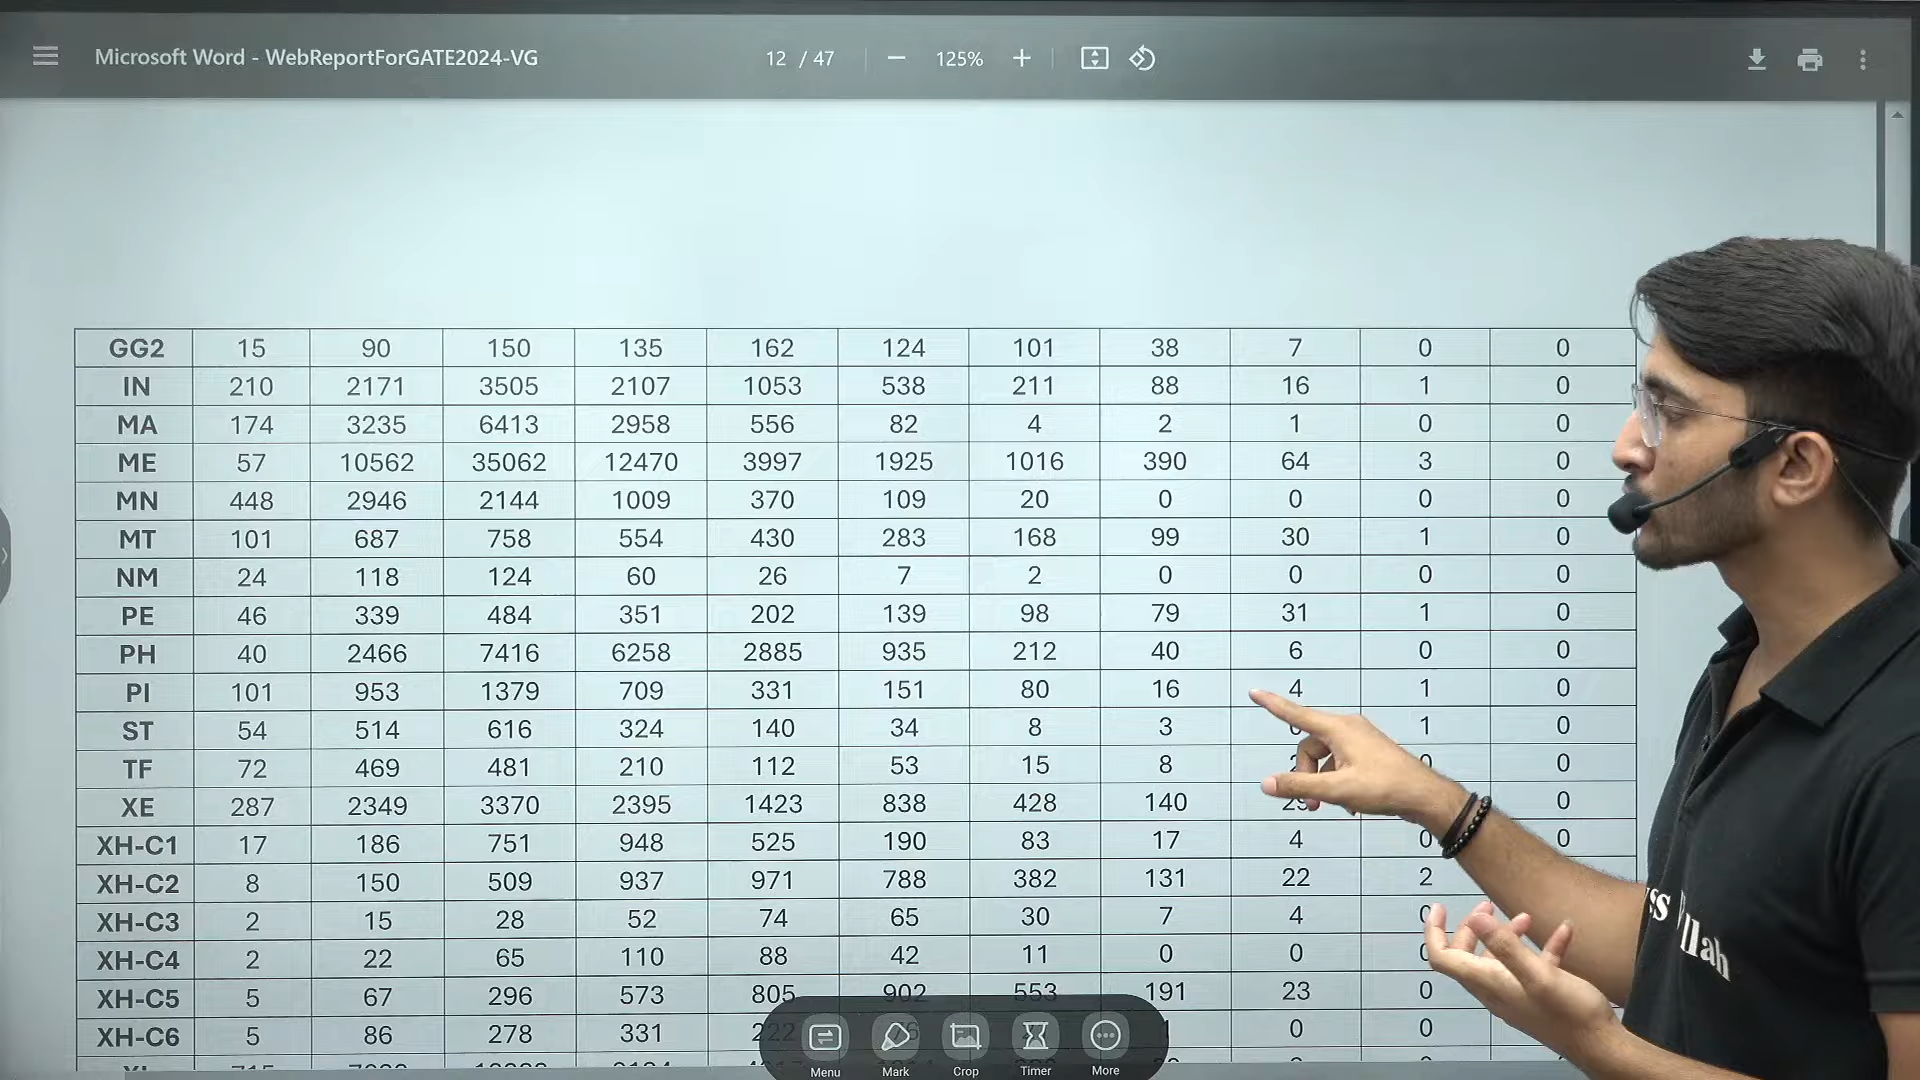 Microsoft Word - WebReportForGATE2024-VG 12 / 47 125%
GG2 15 90 150 135 162 124 101 38 7 0 0
IN 210 2171 3505 2107 1053 538 211 88 16 1 0
MA 174 3235 6413 2958 556 82 4 2 1 0 0
ME 57 10562 35062 12470 3997 1925 1016 390 64 3 0
MN 448 2946 2144 1009 370 109 20 0 0 0 0
MT 101 687 758 554 430 283 168 99 30 1 0
NM 24 118 124 60 26 7 2 0 0 0 0
PE 46 339 484 351 202 139 98 79 31 1 0
PH 40 2466 7416 6258 2885 935 212 40 6 0 0
PI 101 953 1379 709 331 151 80 16 4 1 0
ST 54 514 616 324 140 34 8 3 1 0
TF 72 469 481 210 112 53 15 8 0 0
XE 287 2349 3370 2395 1423 838 428 140 29 0
XH-C1 17 186 751 948 525 190 83 17 4 0 0
XH-C2 8 150 509 937 971 788 382 131 22 2
XH-C3 2 15 28 52 74 65 30 7 4 0
XH-C4 2 22 65 110 88 42 11 0 0 0
XH-C5 5 67 296 573 805 902 553 191 23 0
XH-C6 5 86 278 331 222 0 0
Menu Mark Crop Timer More